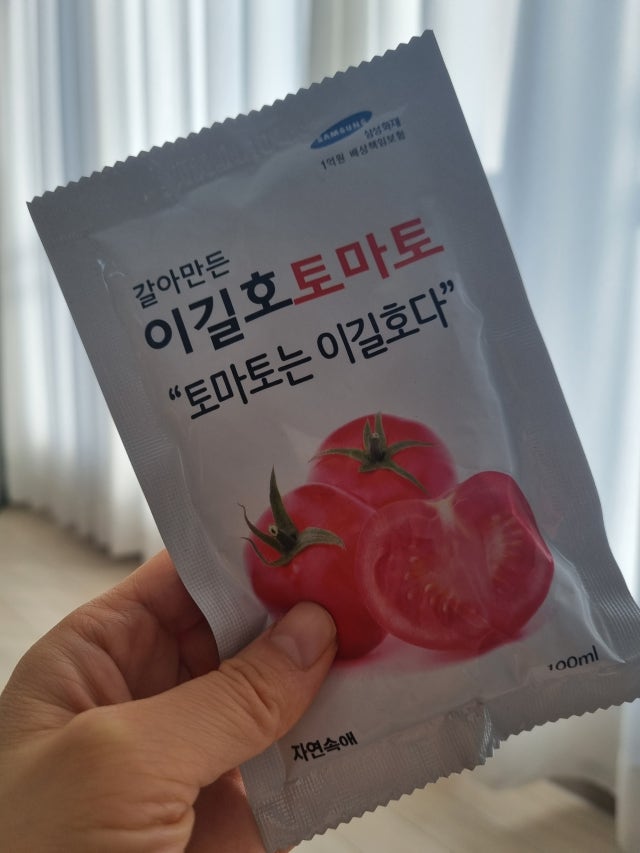 SAMSUNG 삼성화재
1억원 배상책임보험
갈아만든
이길호토마토
“토마토는 이길호다”
100ml
자연속애